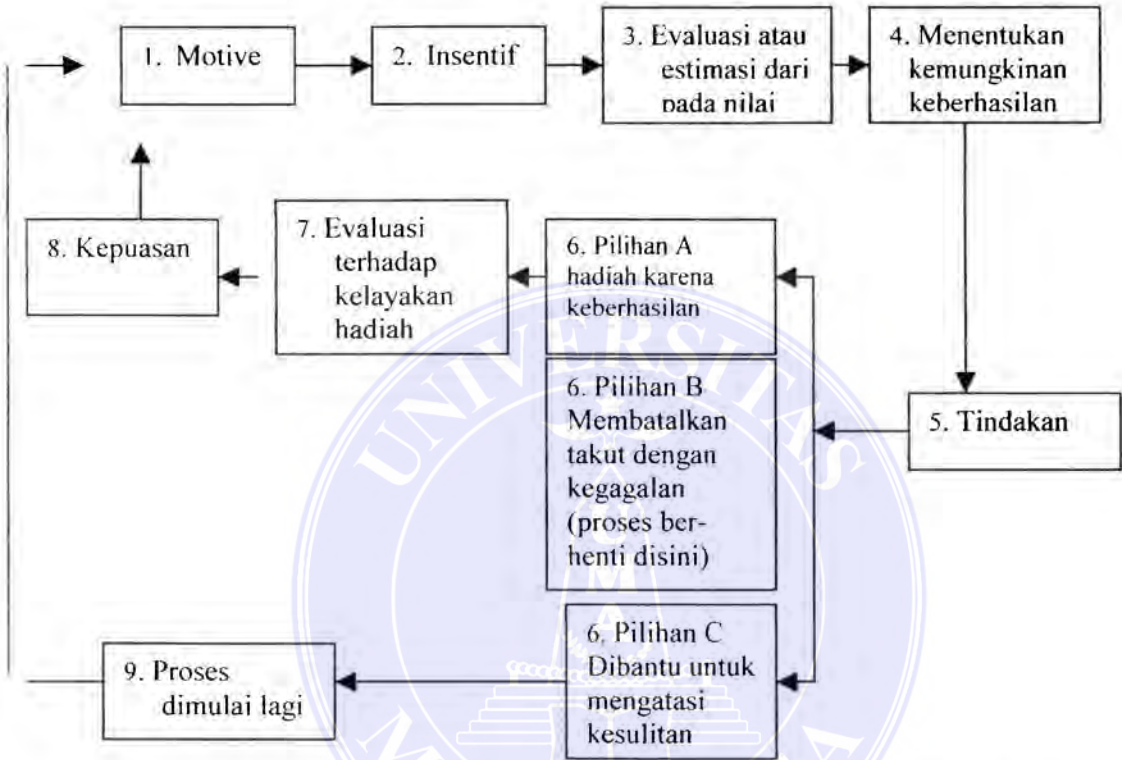 1. Motive
2. Insentif
3. Evaluasi atau
estimasi dari
pada nilai
4. Menentukan
kemungkinan
keberhasilan
5. Tindakan
6. Pilihan A
hadiah karena
keberhasilan
6. Pilihan B
Membatalkan
takut dengan
kegagalan
(proses ber-
henti disini)
6. Pilihan C
Dibantu untuk
mengatasi
kesulitan
7. Evaluasi
terhadap
kelayakan
hadiah
8. Kepuasan
9. Proses
dimulai lagi
UNIVERSITAS